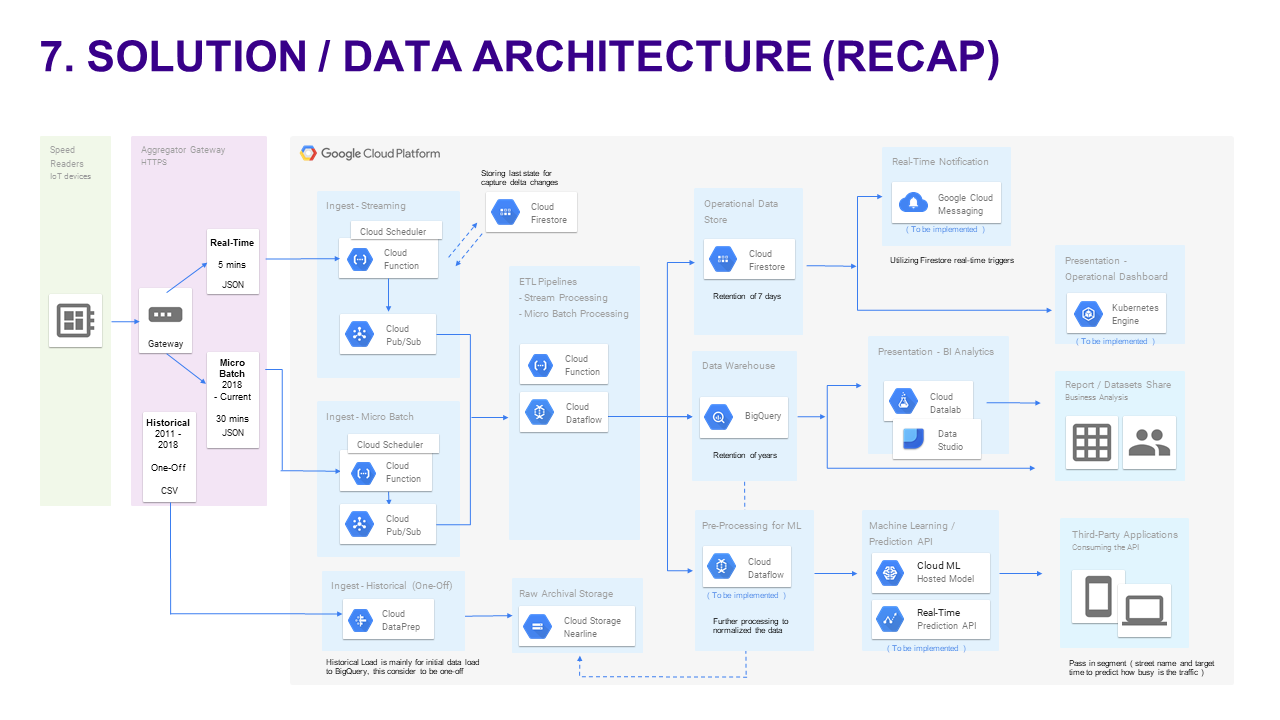 7. SOLUTION / DATA ARCHITECTURE (RECAP)
Speed
Readers
IoT devices
Aggregator Gateway
HTTPS
Real-Time
5 mins
JSON
Gateway
Micro
Batch
2018
- Current
30 mins
JSON
Historical
2011 -
2018
One-Off
CSV
Google Cloud Platform
Ingest - Streaming
Cloud Scheduler
Cloud
Function
Cloud
Pub/Sub
Storing last state for
capture delta changes
Cloud
Firestore
Ingest - Micro Batch
Cloud Scheduler
Cloud
Function
Cloud
Pub/Sub
Ingest - Historical (One-Off)
Cloud
DataPrep
Historical Load is mainly for initial data load
to BigQuery, this consider to be one-off
ETL Pipelines
- Stream Processing
- Micro Batch Processing
Cloud
Function
Cloud
Dataflow
Raw Archival Storage
Cloud Storage
Nearline
Operational Data
Store
Cloud
Firestore
Retention of 7 days
Data Warehouse
BigQuery
Retention of years
Pre-Processing for ML
Cloud
Dataflow
( To be implemented )
Further processing to
normalized the data
Real-Time Notification
Google Cloud
Messaging
( To be implemented )
Utilizing Firestore real-time triggers
Presentation -
Operational Dashboard
Kubernetes
Engine
( To be implemented )
Presentation - BI Analytics
Cloud
Datalab
Data
Studio
Report / Datasets Share
Business Analysis
Machine Learning /
Prediction API
Cloud ML
Hosted Model
Real-Time
Prediction API
( To be implemented )
Third-Party Applications
Consuming the API
Pass in segment ( street name and target
time to predict how busy is the traffic )